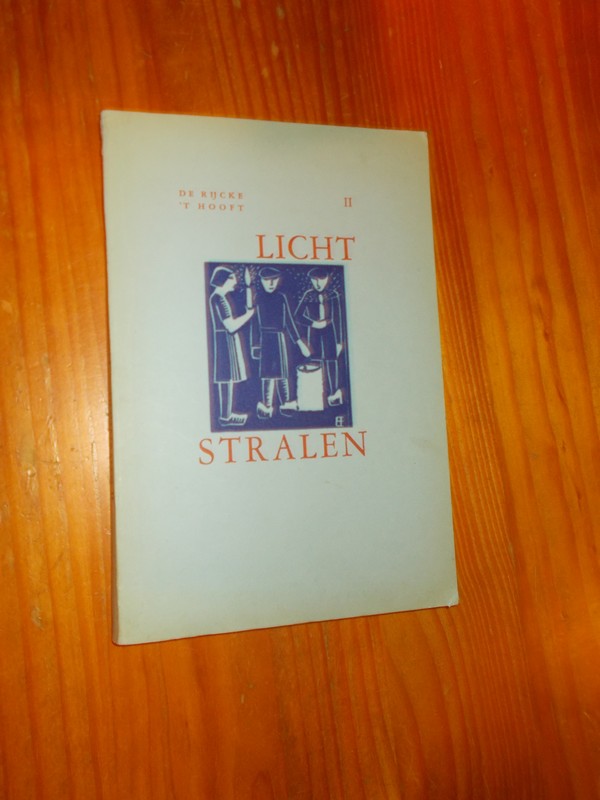 DE RIJCKE
'T HOOFT
II
LICHT
STRALEN